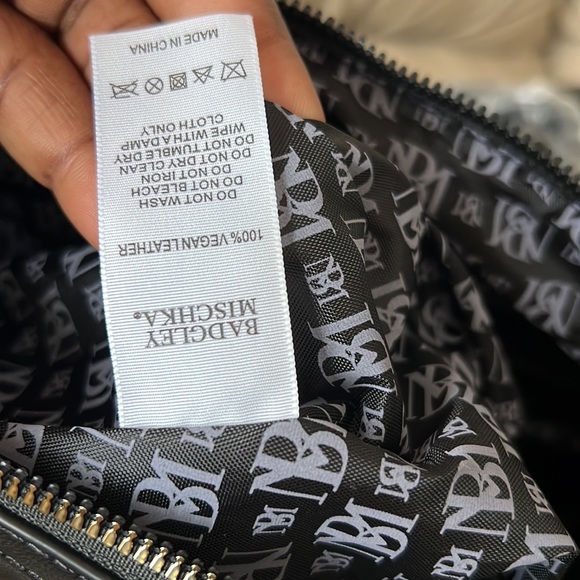 BADGLEY
MISCHKA®
100% VEGAN LEATHER
DO NOT WASH
DO NOT BLEACH
DO NOT IRON
DO NOT DRY CLEAN
DO NOT TUMBLE DRY
WIPE WITH A DAMP
CLOTH ONLY
MADE IN CHINA